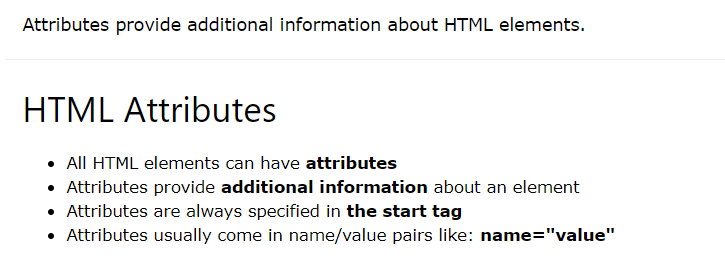 Attributes provide additional information about HTML elements.
HTML Attributes
• All HTML elements can have attributes
• Attributes provide additional information about an element
• Attributes are always specified in the start tag
• Attributes usually come in name/value pairs like: name="value"